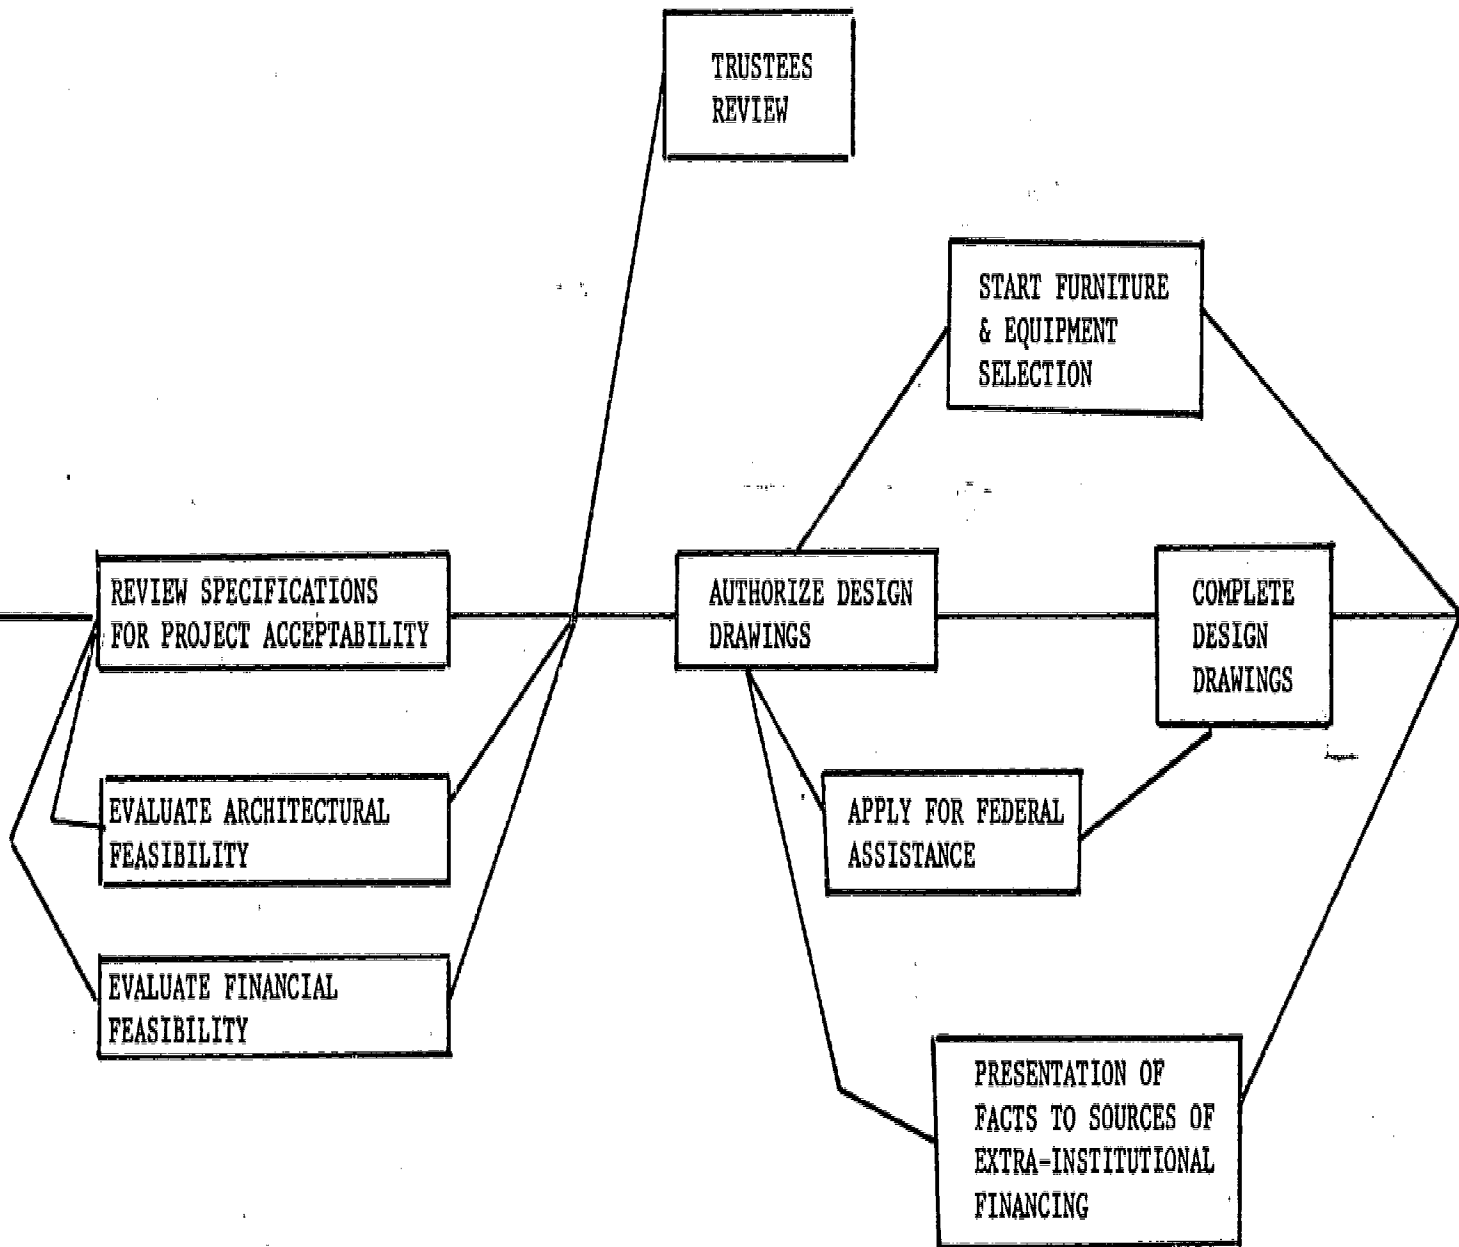 TRUSTEES
REVIEW
START FURNITURE
& EQUIPMENT
SELECTION
REVIEW SPECIFICATIONS
FOR PROJECT ACCEPTABILITY
AUTHORIZE DESIGN
DRAWINGS
COMPLETE
DESIGN
DRAWINGS
EVALUATE ARCHITECTURAL
FEASIBILITY
APPLY FOR FEDERAL
ASSISTANCE
EVALUATE FINANCIAL
FEASIBILITY
PRESENTATION OF
FACTS TO SOURCES OF
EXTRA-INSTITUTIONAL
FINANCING